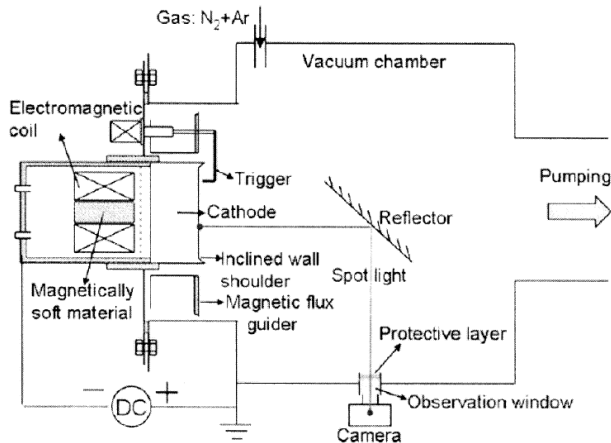 Gas: N₂+Ar
Vacuum chamber
Electromagnetic
coil
Trigger
Pumping
Reflector
Cathode
Spot light
Inclined wall
shoulder
Magnetically
soft material
Magnetic flux
guider
Protective layer
− DC +
Observation window
Camera